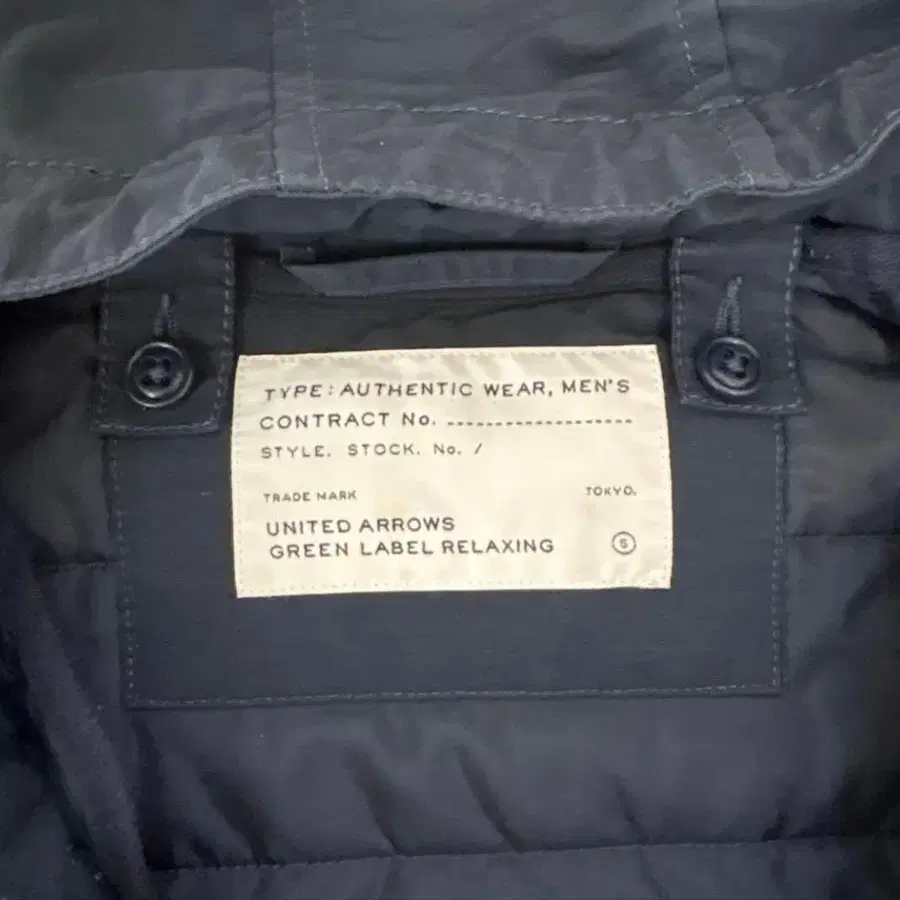 TYPE: AUTHENTIC WEAR, MEN'S
CONTRACT No. --------------------
STYLE. STOCK. No. /
TRADE MARK TOKYO.
UNITED ARROWS
GREEN LABEL RELAXING S